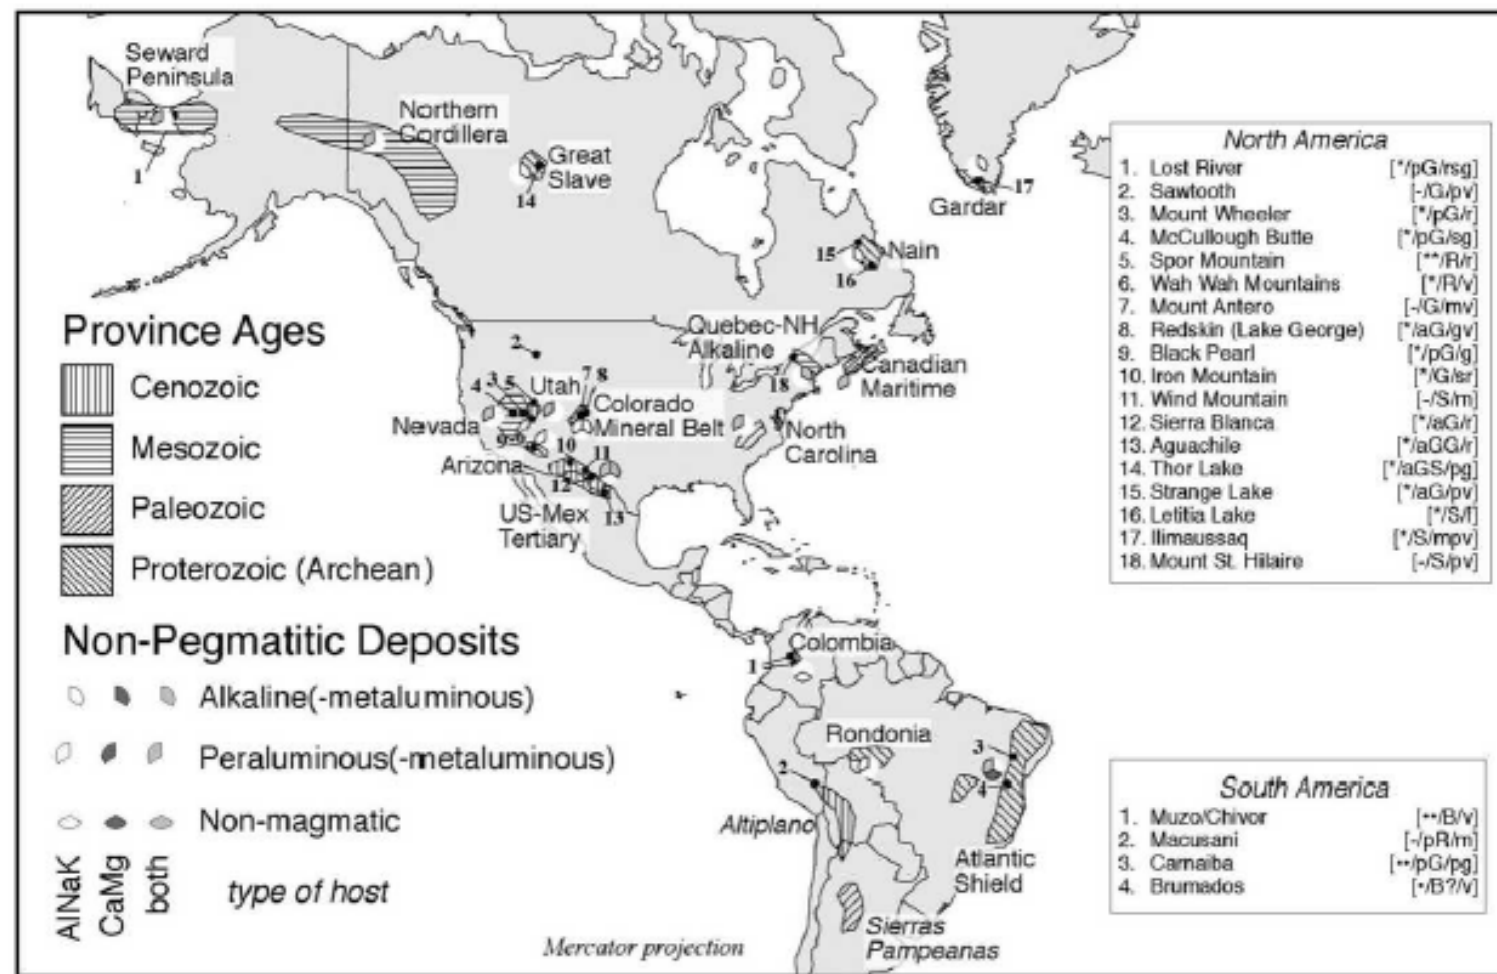 Seward
Peninsula
Northern
Cordillera
Great
Slave
1
14
17
Gardar
15
Nain
16
Quebec-NH
Alkaline
Canadian
Maritime
18
2
3
5
4
Utah
7 8
Colorado
Mineral Belt
Nevada
North
Carolina
9
10
11
Arizona
12
13
US-Mex
Tertiary
Province Ages
Cenozoic
Mesozoic
Paleozoic
Proterozoic (Archean)
Non-Pegmatitic Deposits
Alkaline(-metaluminous)
Peraluminous(-metaluminous)
Non-magmatic
AlNaK
CaMg
both
type of host
Colombia
1
Rondonia
2
3
4
Altiplano
Atlantic
Shield
Sierras
Pampeanas
Mercator projection
North America
1. Lost River [*/pG/rsg]
2. Sawtooth [-/G/pv]
3. Mount Wheeler [*/pG/r]
4. McCullough Butte [*/pG/sg]
5. Spor Mountain [**/R/r]
6. Wah Wah Mountains [*/R/v]
7. Mount Antero [-/G/mv]
8. Redskin (Lake George) [*/aG/gv]
9. Black Pearl [*/pG/g]
10. Iron Mountain [*/G/sr]
11. Wind Mountain [-/S/m]
12. Sierra Blanca [*/aG/r]
13. Aguachile [*/aGG/r]
14. Thor Lake [*/aGS/pg]
15. Strange Lake [*/aG/pv]
16. Letitia Lake [*/S/f]
17. Ilimaussaq [*/S/mpv]
18. Mount St. Hilaire [-/S/pv]
South America
1. Muzo/Chivor [••/B/v]
2. Macusani [-/pR/m]
3. Carnaiba [••/pG/pg]
4. Brumados [•/B?/v]